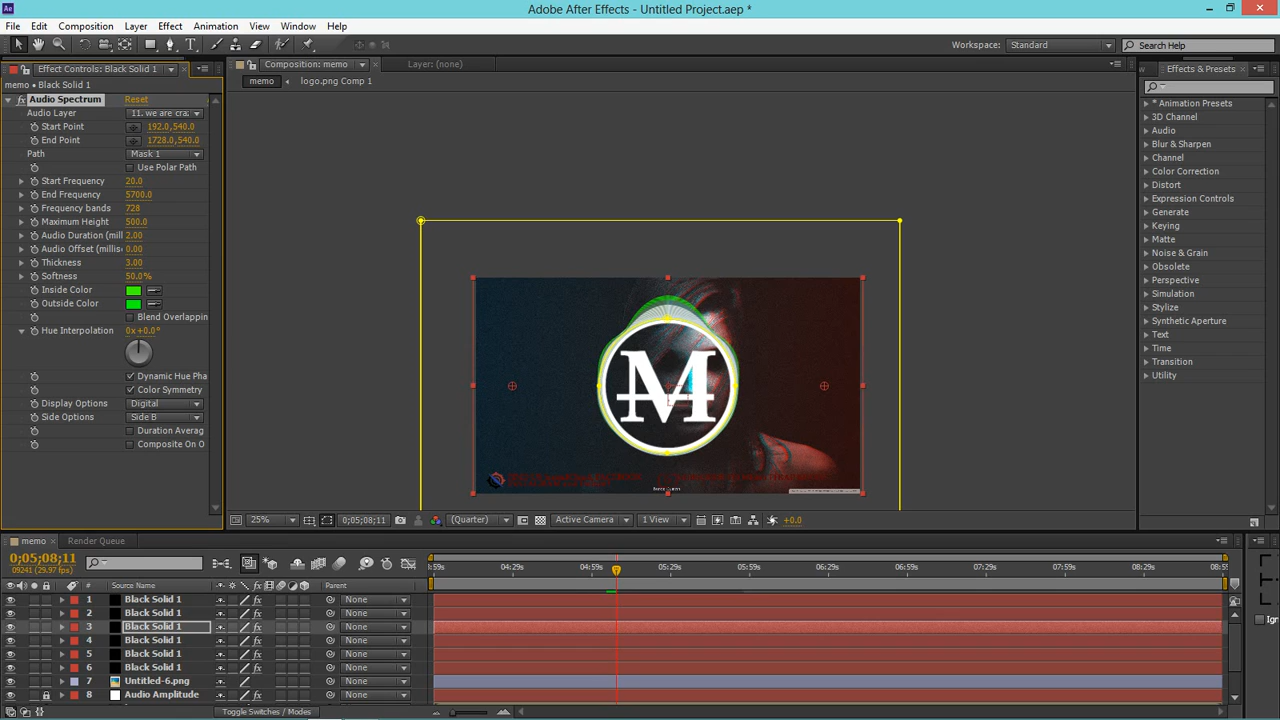 Ae
Adobe After Effects - Untitled Project.aep *
File Edit Composition Layer Effect Animation View Window Help
Workspace: Standard
Search Help
Effect Controls: Black Solid 1
Composition: memo
Layer: (none)
Effects & Presets
memo • Black Solid 1
memo
logo.png Comp 1
fx Audio Spectrum Reset
Audio Layer 11. we are cra:
Start Point 192.0,540.0
End Point 1728.0,540.0
Path Mask 1
Use Polar Path
Start Frequency 20.0
End Frequency 5700.0
Frequency bands 728
Maximum Height 500.0
Audio Duration (mill 2.00
Audio Offset (millise 0.00
Thickness 3.00
Softness 50.0%
Inside Color
Outside Color
Blend Overlappin
Hue Interpolation 0x+0.0°
Dynamic Hue Pha
Color Symmetry
Display Options Digital
Side Options Side B
Duration Averag
Composite On O
* Animation Presets
3D Channel
Audio
Blur & Sharpen
Channel
Color Correction
Distort
Expression Controls
Generate
Keying
Matte
Noise & Grain
Obsolete
Perspective
Simulation
Stylize
Synthetic Aperture
Text
Time
Transition
Utility
M
25%
0;05;08;11
(Quarter)
Active Camera
1 View
+0.0
memo
Render Queue
0;05;08;11
09241 (29.97 fps)
:59s 04:29s 04:59s 05:29s 05:59s 06:29s 06:59s 07:29s 07:59s 08:29s 08:59s
# Source Name fx Parent
1 Black Solid 1 fx None
2 Black Solid 1 fx None
3 Black Solid 1 fx None
4 Black Solid 1 fx None
5 Black Solid 1 fx None
6 Black Solid 1 fx None
7 Untitled-6.png None
8 Audio Amplitude fx None
Toggle Switches / Modes
Igr